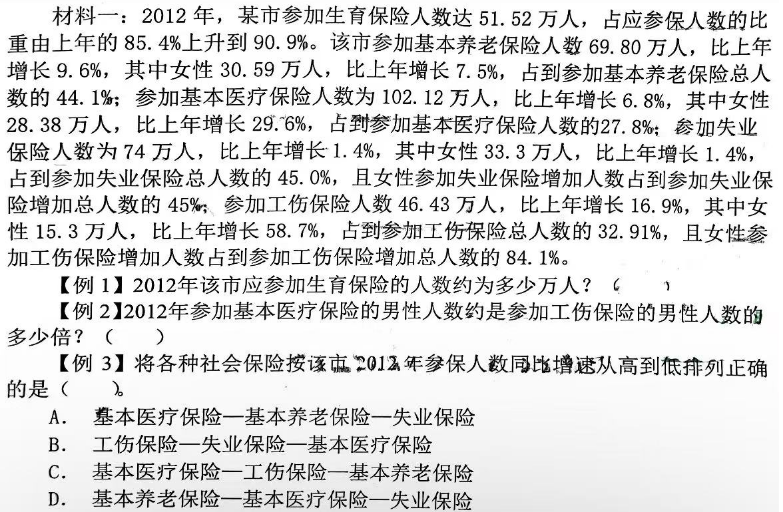 材料一：2012 年，某市参加生育保险人数达 51.52 万人，占应参保人数的比
重由上年的 85.4%上升到 90.9%。该市参加基本养老保险人数 69.80 万人，比上年
增长 9.6%，其中女性 30.59 万人，比上年增长 7.5%，占到参加基本养老保险总人
数的 44.1%；参加基本医疗保险人数为 102.12 万人，比上年增长 6.8%，其中女性
28.38 万人，比上年增长 29.6%，占到参加基本医疗保险人数的27.8%；参加失业
保险人数为 74 万人，比上年增长 1.4%，其中女性 33.3 万人，比上年增长 1.4%，
占到参加失业保险总人数的 45.0%，且女性参加失业保险增加人数占到参加失业保
险增加总人数的 45%；参加工伤保险人数 46.43 万人，比上年增长 16.9%，其中女
性 15.3 万人，比上年增长 58.7%，占到参加工伤保险总人数的 32.91%，且女性参
加工伤保险增加人数占到参加工伤保险增加总人数的 84.1%。
【例 1】2012年该市应参加生育保险的人数约为多少万人？（ ）
【例 2】2012年参加基本医疗保险的男性人数约是参加工伤保险的男性人数的
多少倍？（ ）
【例 3】将各种社会保险按该市 2012 年参保人数同比增速从高到低排列正确
的是（ ）。
A． 基本医疗保险—基本养老保险—失业保险
B． 工伤保险—失业保险—基本医疗保险
C． 基本医疗保险—工伤保险—基本养老保险
D． 基本养老保险—基本医疗保险—失业保险